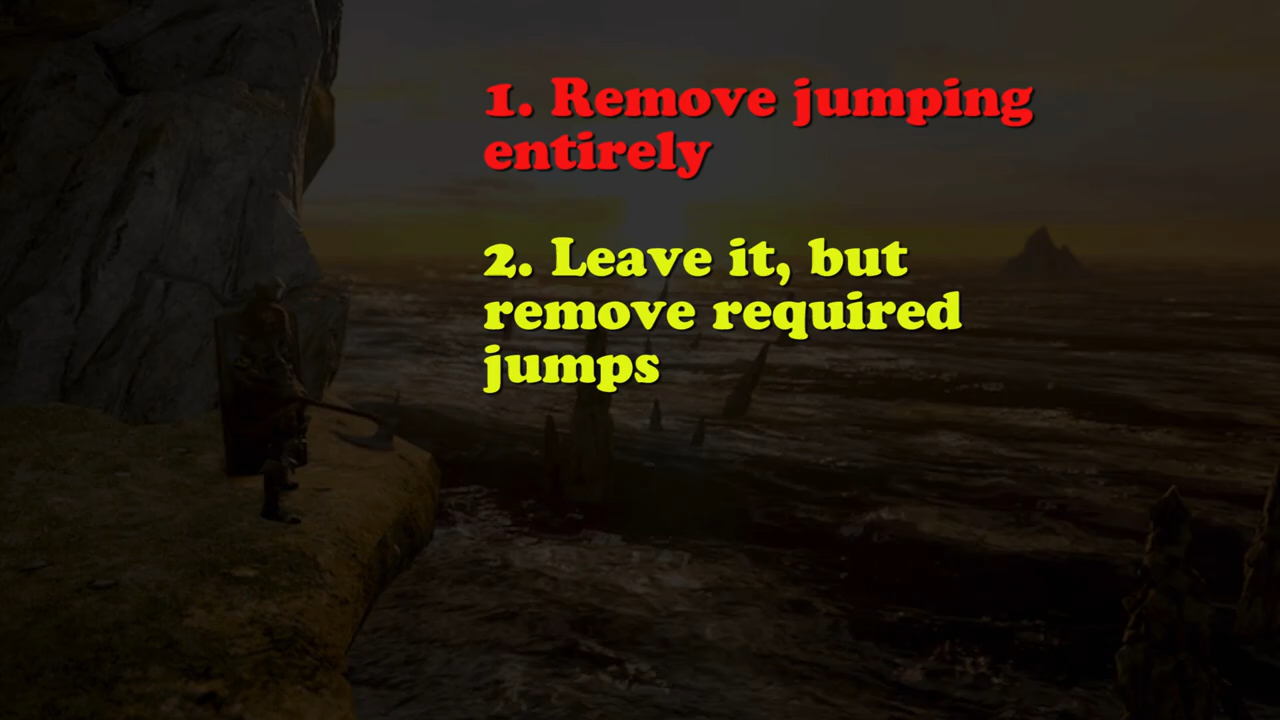 1. Remove jumping
entirely
2. Leave it, but
remove required
jumps